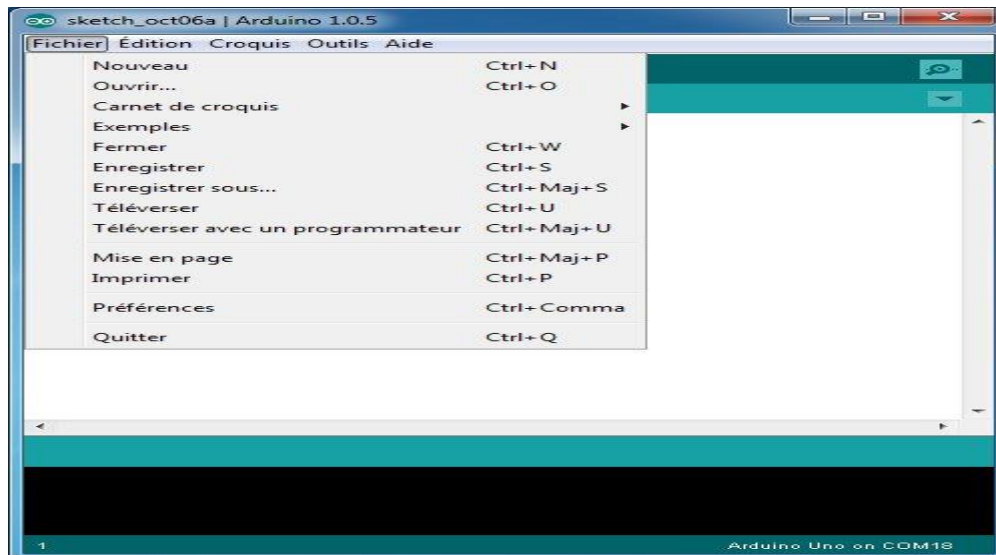 sketch_oct06a | Arduino 1.0.5
Fichier Édition Croquis Outils Aide
Nouveau Ctrl+N
Ouvrir... Ctrl+O
Carnet de croquis
Exemples
Fermer Ctrl+W
Enregistrer Ctrl+S
Enregistrer sous... Ctrl+Maj+S
Téléverser Ctrl+U
Téléverser avec un programmateur Ctrl+Maj+U
Mise en page Ctrl+Maj+P
Imprimer Ctrl+P
Préférences Ctrl+Comma
Quitter Ctrl+Q
1 Arduino Uno on COM18